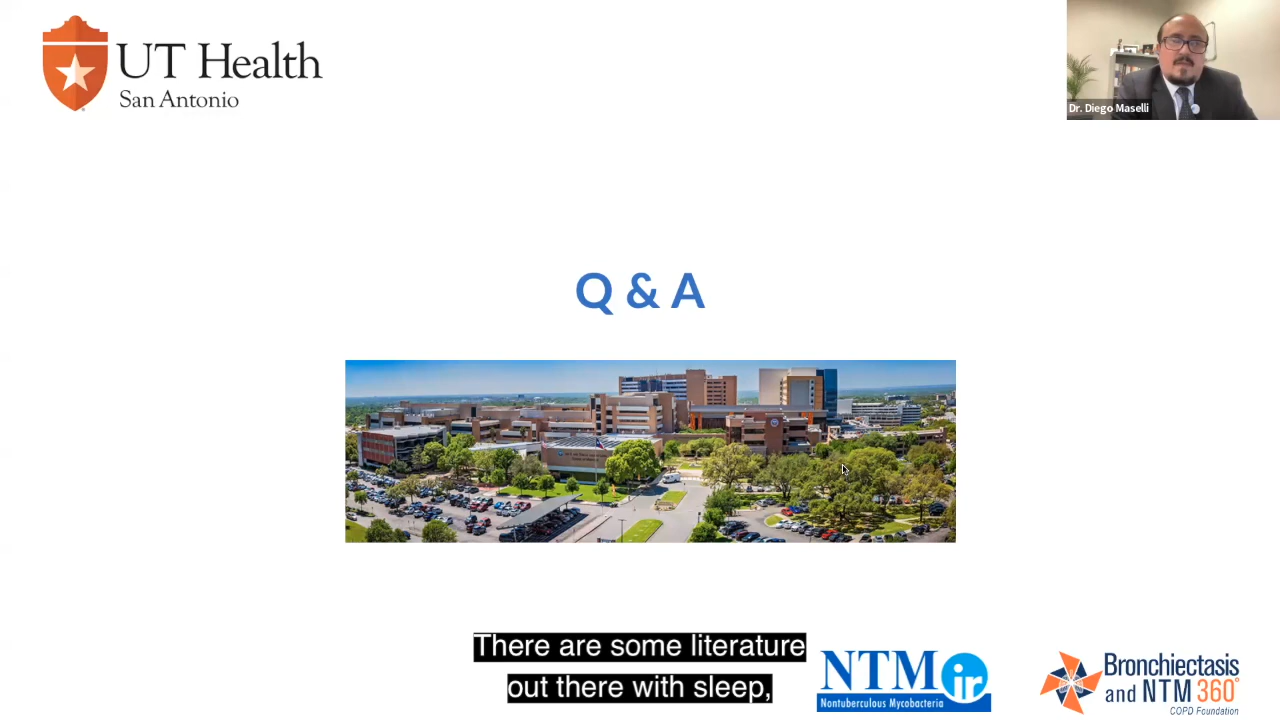 UT Health
San Antonio
Dr. Diego Maselli
Q & A
There are some literature
out there with sleep,
NTM ir
Nontuberculous Mycobacteria
Bronchiectasis
and NTM 360°
COPD Foundation